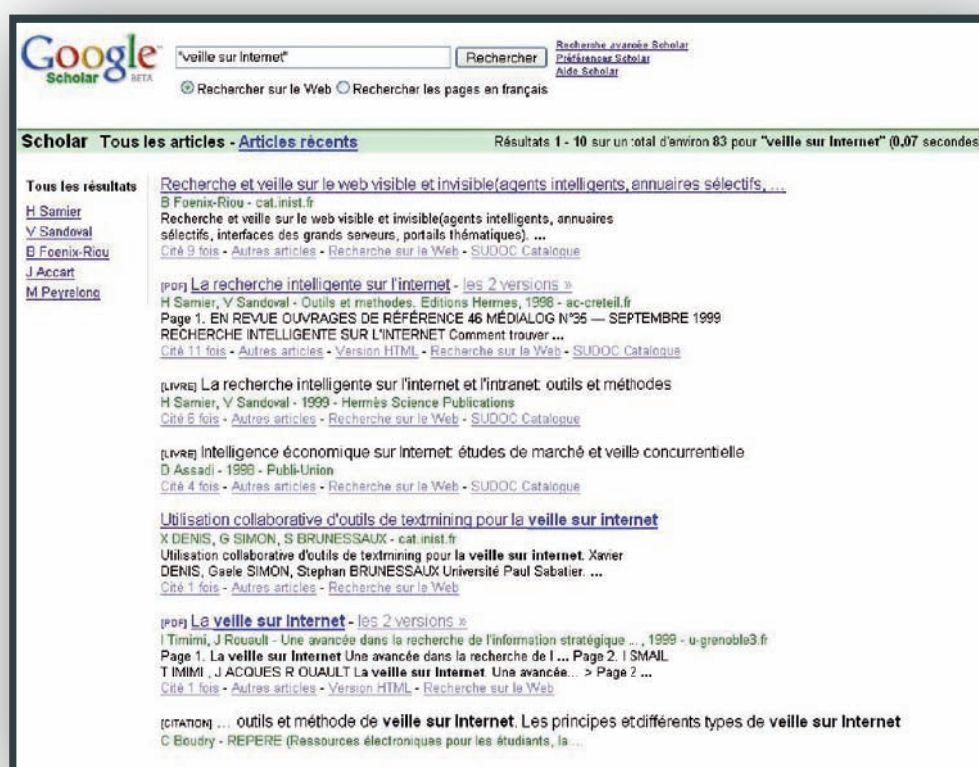 Google
Scholar BETA
"veille sur Internet"
Rechercher
Recherche avancée Scholar
Préférences Scholar
Aide Scholar
Rechercher sur le Web Rechercher les pages en français
Scholar Tous les articles - Articles récents Résultats 1 - 10 sur un total d'environ 83 pour "veille sur Internet" (0,07 secondes
Tous les résultats
H Samier
V Sandoval
B Foenix-Riou
J Accart
M Peyrelong
Recherche et veille sur le web visible et invisible(agents intelligents, annuaires sélectifs, ...
B Foenix-Riou - cat.inist.fr
Recherche et veille sur le web visible et invisible(agents intelligents, annuaires
sélectifs, interfaces des grands serveurs, portails thématiques). ...
Cité 9 fois - Autres articles - Recherche sur le Web - SUDOC Catalogue
[PDF] La recherche intelligente sur l'internet - les 2 versions »
H Samier, V Sandoval - Outils et methodes. Editions Hermes, 1998 - ac-creteil.fr
Page 1. EN REVUE OUVRAGES DE RÉFÉRENCE 46 MÉDIALOG N°35 — SEPTEMBRE 1999
RECHERCHE INTELLIGENTE SUR L'INTERNET Comment trouver ...
Cité 11 fois - Autres articles - Version HTML - Recherche sur le Web - SUDOC Catalogue
[LIVRE] La recherche intelligente sur l'internet et l'intranet: outils et méthodes
H Samier, V Sandoval - 1999 - Hermès Science Publications
Cité 6 fois - Autres articles - Recherche sur le Web - SUDOC Catalogue
[LIVRE] Intelligence économique sur Internet: études de marché et veille concurrentielle
D Assadi - 1998 - Publi-Union
Cité 4 fois - Autres articles - Recherche sur le Web - SUDOC Catalogue
Utilisation collaborative d'outils de textmining pour la veille sur internet
X DENIS, G SIMON, S BRUNESSAUX - cat.inist.fr
Utilisation collaborative d'outils de textmining pour la veille sur internet. Xavier
DENIS, Gaele SIMON, Stephan BRUNESSAUX Université Paul Sabatier. ...
Cité 1 fois - Autres articles - Recherche sur le Web
[PDF] La veille sur Internet - les 2 versions »
I Timimi, J Rouault - Une avancée dans la recherche de l'information stratégique ..., 1999 - u-grenoble3.fr
Page 1. La veille sur Internet Une avancée dans la recherche de l ... Page 2. I SMAIL
T IMIMI , J ACQUES R OUAULT La veille sur Internet. Une avancée... > Page 2 ...
Cité 1 fois - Autres articles - Version HTML - Recherche sur le Web
[CITATION] ... outils et méthode de veille sur Internet. Les principes et différents types de veille sur Internet
C Boudry - REPERE (Ressources électroniques pour les étudiants, la ...